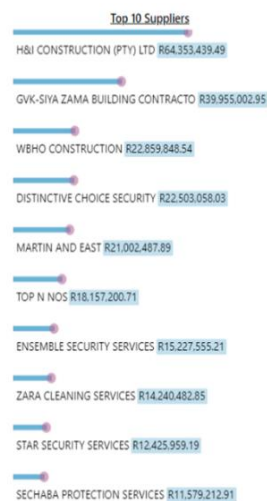 Top 10 Suppliers
H&I CONSTRUCTION (PTY) LTD R64,353,439.49
GVK-SIYA ZAMA BUILDING CONTRACTO R39,955,002.95
WBHO CONSTRUCTION R22,859,848.54
DISTINCTIVE CHOICE SECURITY R22,503,058.03
MARTIN AND EAST R21,002,487.89
TOP N NOS R18,157,200.71
ENSEMBLE SECURITY SERVICES R15,227,555.21
ZARA CLEANING SERVICES R14,240,482.85
STAR SECURITY SERVICES R12,425,959.19
SECHABA PROTECTION SERVICES R11,579,212.91